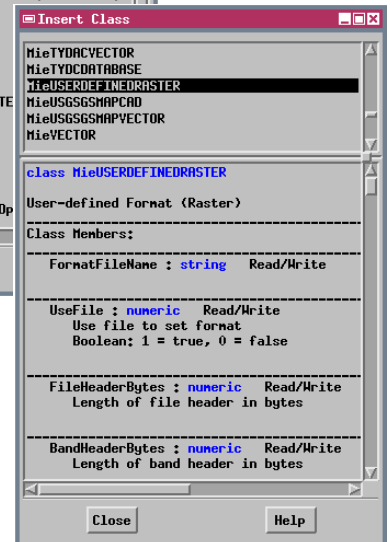 Insert Class
MieTYDACVECTOR
MieTYDCDATABASE
MieUSERDEFINEDRASTER
MieUSGSGSMAPCAD
MieUSGSGSMAPVECTOR
MieVECTOR
class MieUSERDEFINEDRASTER
User-defined Format (Raster)
Class Members:
FormatFileName : string Read/Write
UseFile : numeric Read/Write
Use file to set format
Boolean: 1 = true, 0 = false
FileHeaderBytes : numeric Read/Write
Length of file header in bytes
BandHeaderBytes : numeric Read/Write
Length of band header in bytes
Close Help
TE
Op